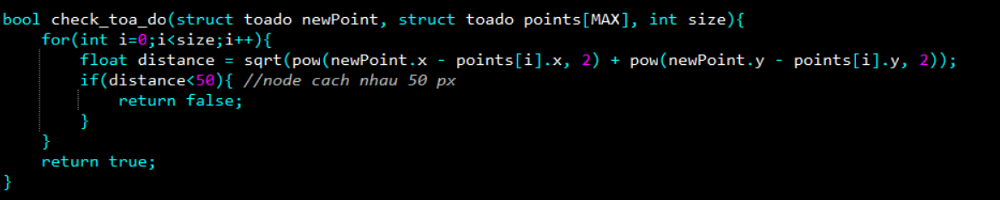 bool check_toa_do(struct toado newPoint, struct toado points[MAX], int size){
    for(int i=0;i<size;i++){
        float distance = sqrt(pow(newPoint.x - points[i].x, 2) + pow(newPoint.y - points[i].y, 2));
        if(distance<50){ //node cach nhau 50 px
            return false;
        }
    }
    return true;
}